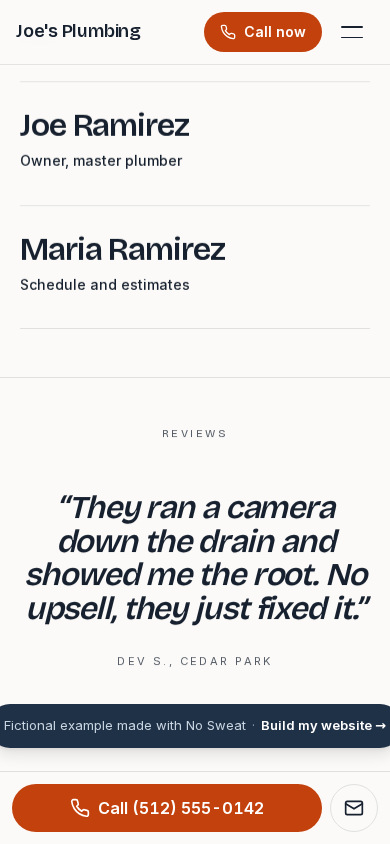 Joe's Plumbing
Call now
Joe Ramirez
Owner, master plumber
Maria Ramirez
Schedule and estimates
REVIEWS
“They ran a camera
down the drain and
showed me the root. No
upsell, they just fixed it.”
DEV S., CEDAR PARK
Fictional example made with No Sweat · Build my website →
Call (512) 555-0142